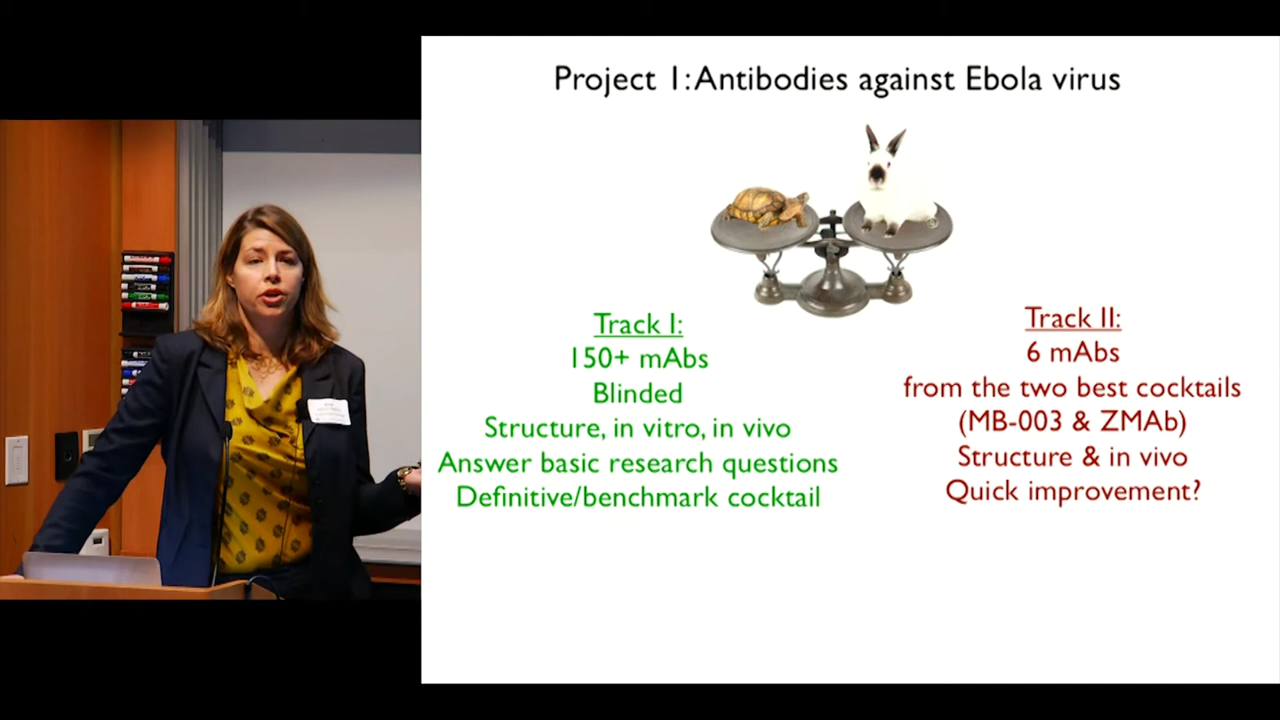 Project 1: Antibodies against Ebola virus
Track I:
150+ mAbs
Blinded
Structure, in vitro, in vivo
Answer basic research questions
Definitive/benchmark cocktail
Track II:
6 mAbs
from the two best cocktails
(MB-003 & ZMAb)
Structure & in vivo
Quick improvement?